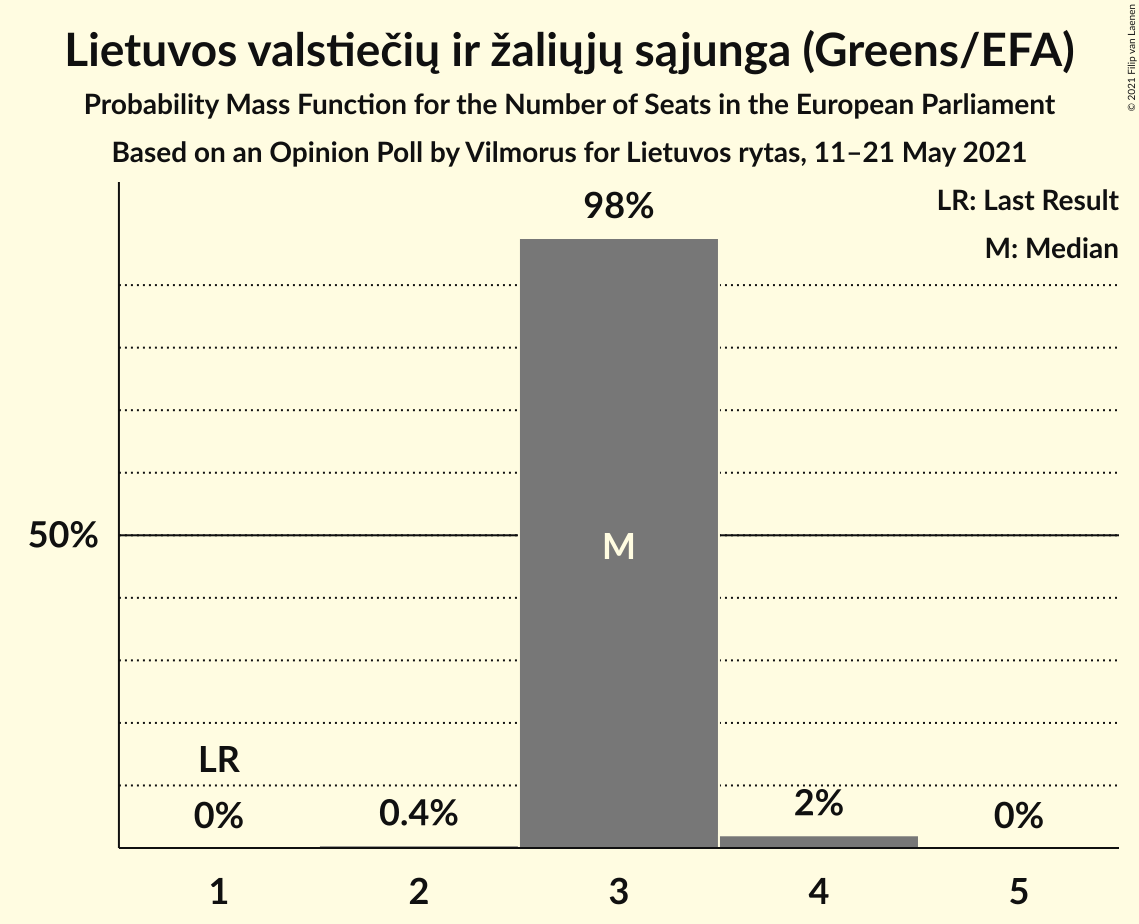 Lietuvos valstiečių ir žaliųjų sąjunga (Greens/EFA)
Probability Mass Function for the Number of Seats in the European Parliament
Based on an Opinion Poll by Vilmorus for Lietuvos rytas, 11–21 May 2021
© 2021 Filip van Laenen
LR: Last Result
M: Median
98%
50%
M
LR
0%
0.4%
2%
0%
1
2
3
4
5